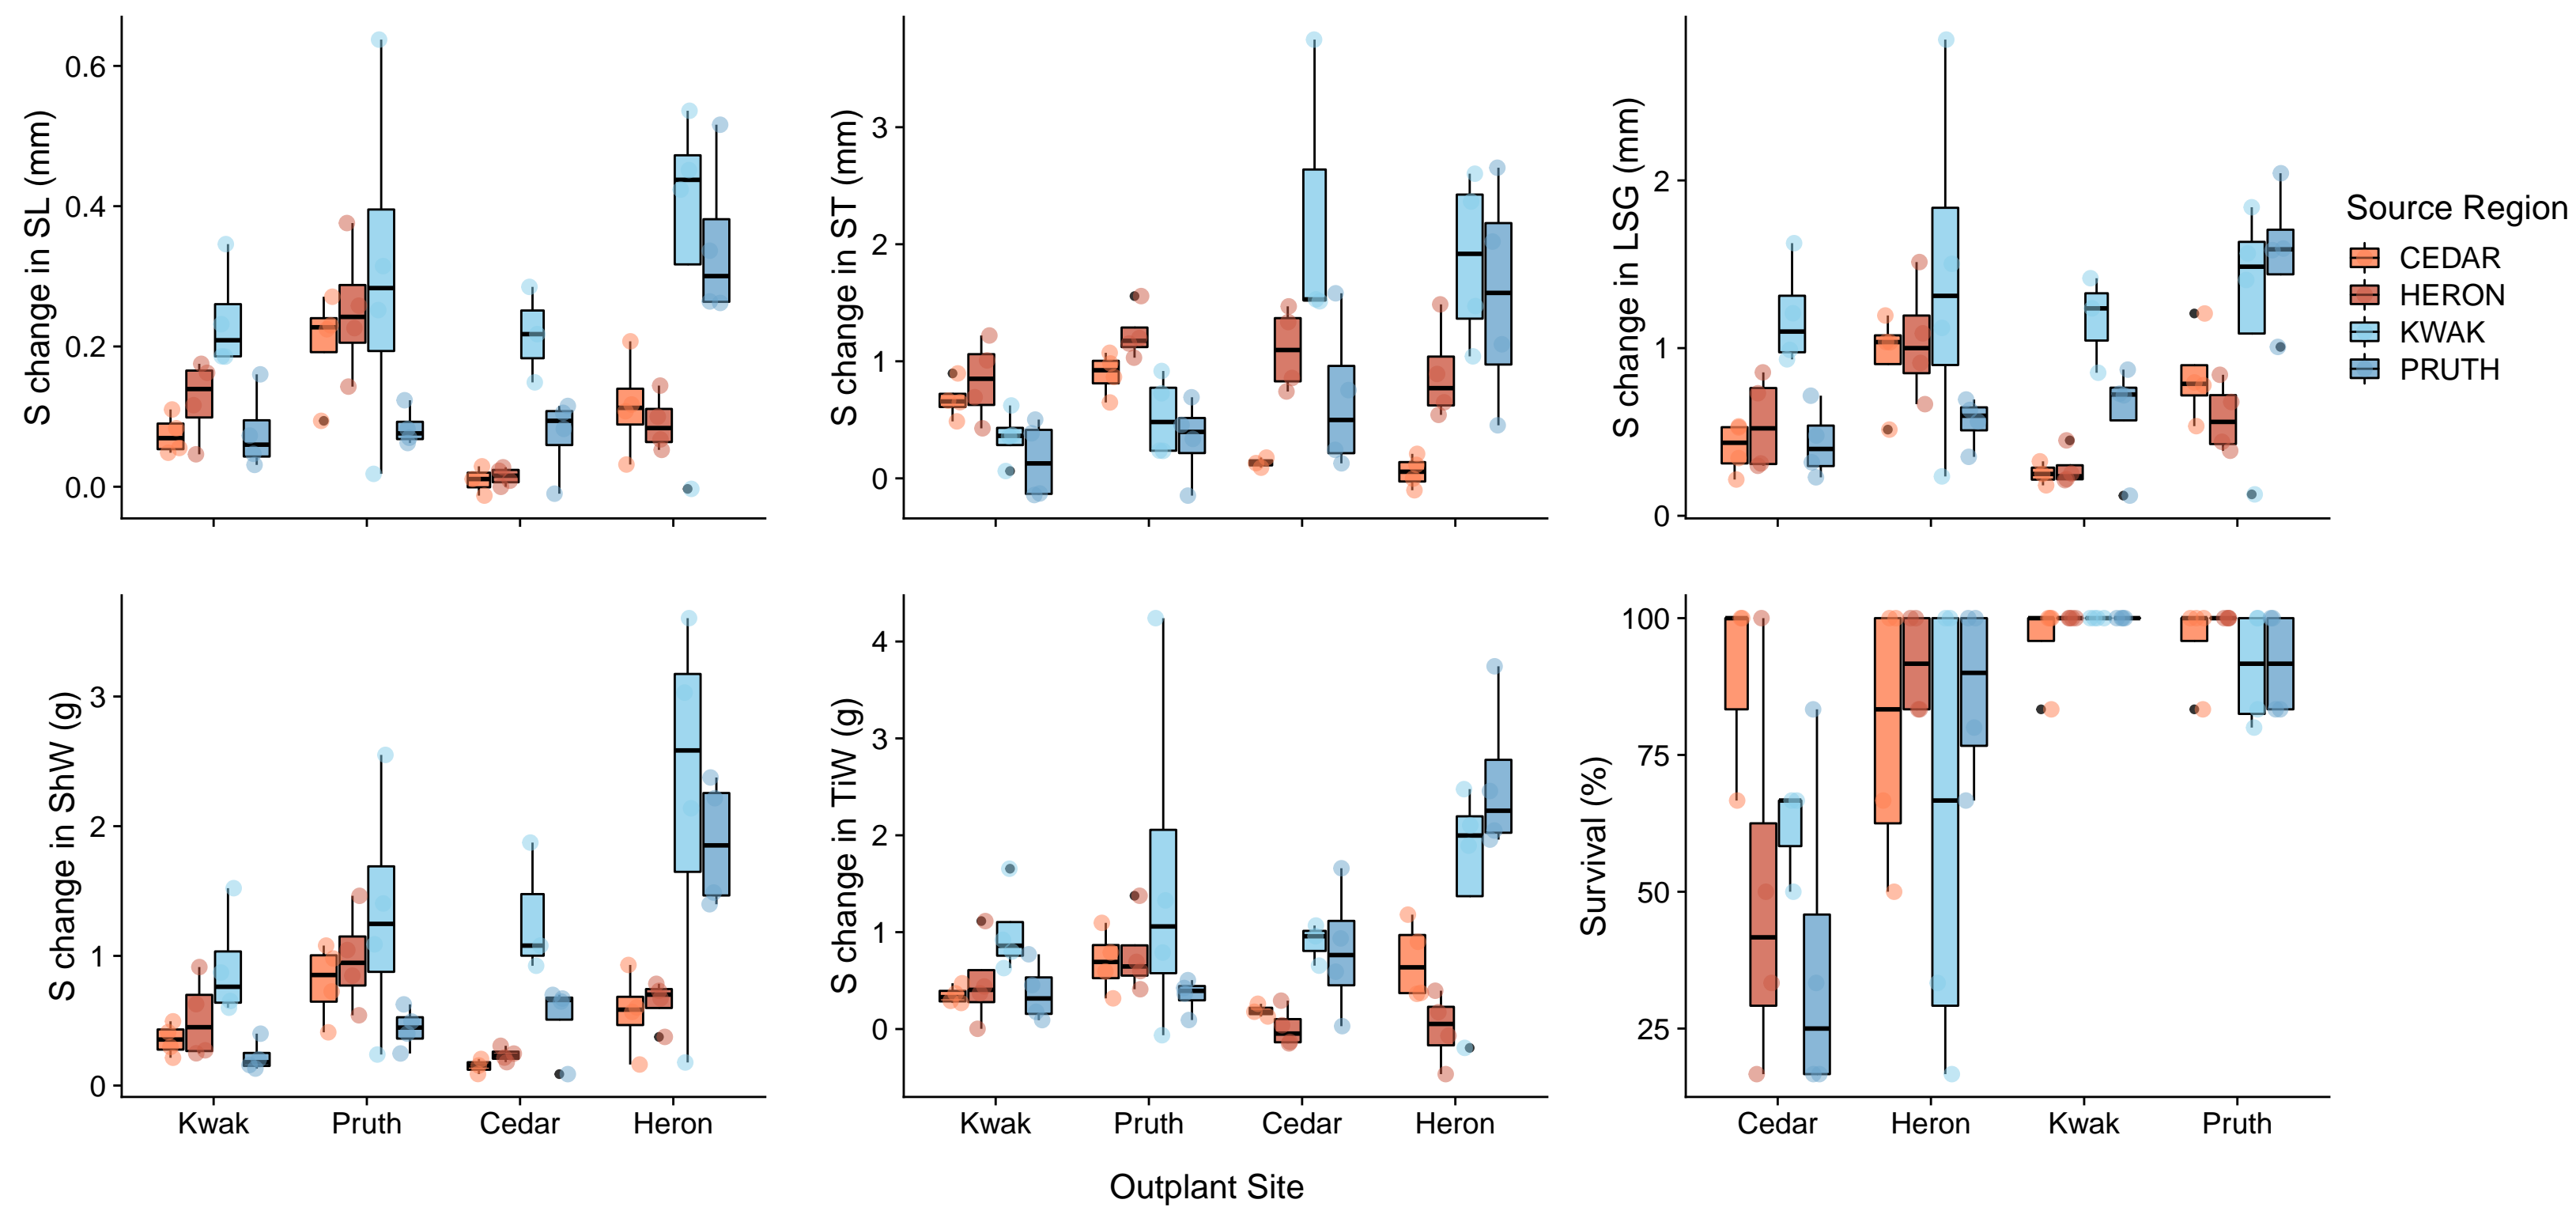 S change in SL (mm)
0.6
0.4
0.2
0.0
S change in ST (mm)
3
2
1
0
S change in LSG (mm)
2
1
0
Source Region
CEDAR
HERON
KWAK
PRUTH
S change in ShW (g)
3
2
1
0
Kwak Pruth Cedar Heron
S change in TiW (g)
4
3
2
1
0
Kwak Pruth Cedar Heron
Survival (%)
100
75
50
25
Cedar Heron Kwak Pruth
Outplant Site